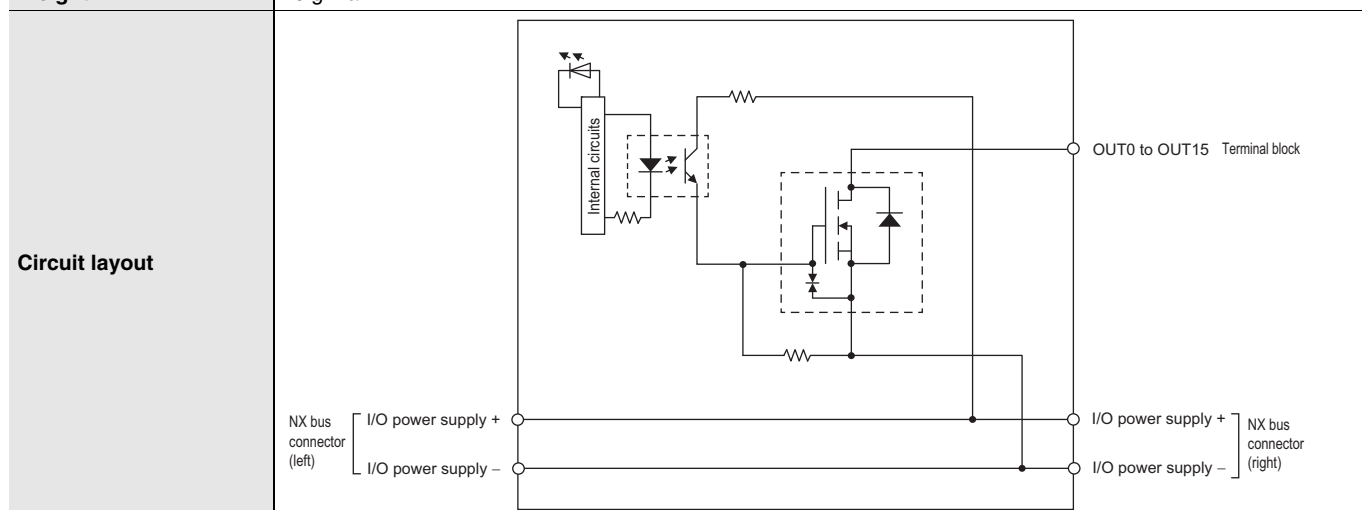 Circuit layout
Internal circuits
OUT0 to OUT15 Terminal block
NX bus
connector
(left)
I/O power supply +
I/O power supply –
I/O power supply +
I/O power supply –
NX bus
connector
(right)